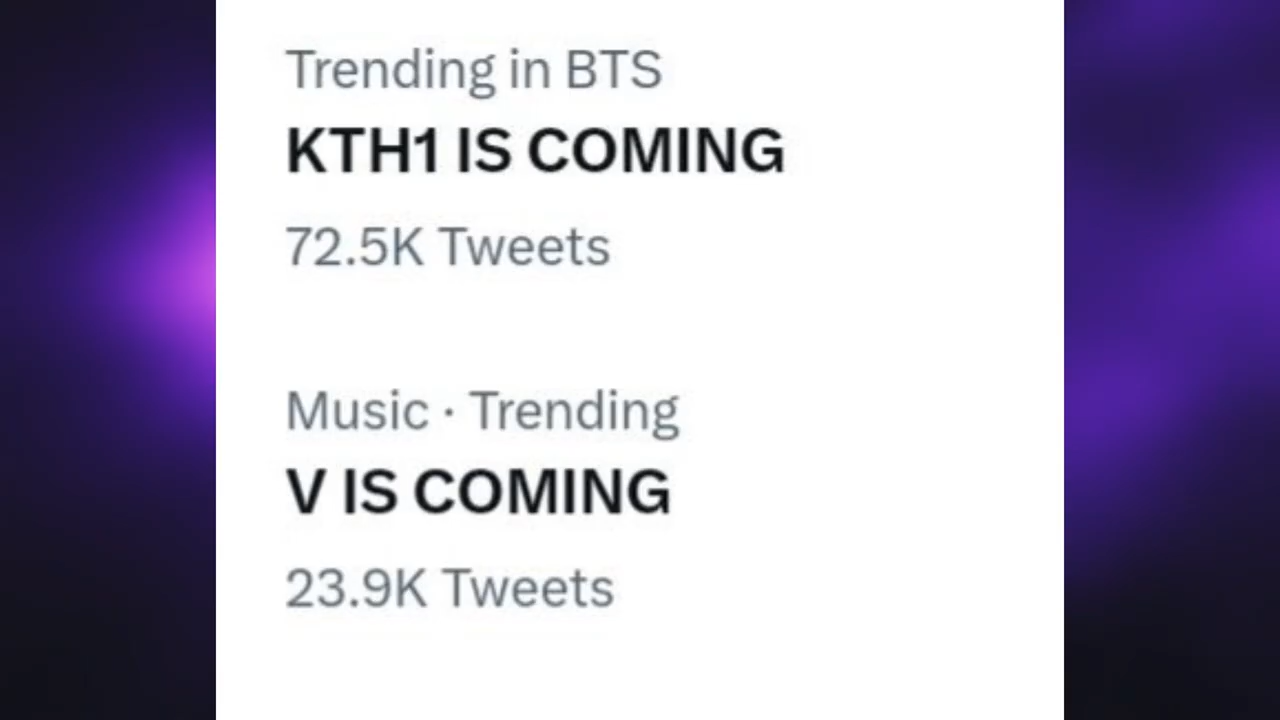 Trending in BTS
KTH1 IS COMING
72.5K Tweets
Music · Trending
V IS COMING
23.9K Tweets